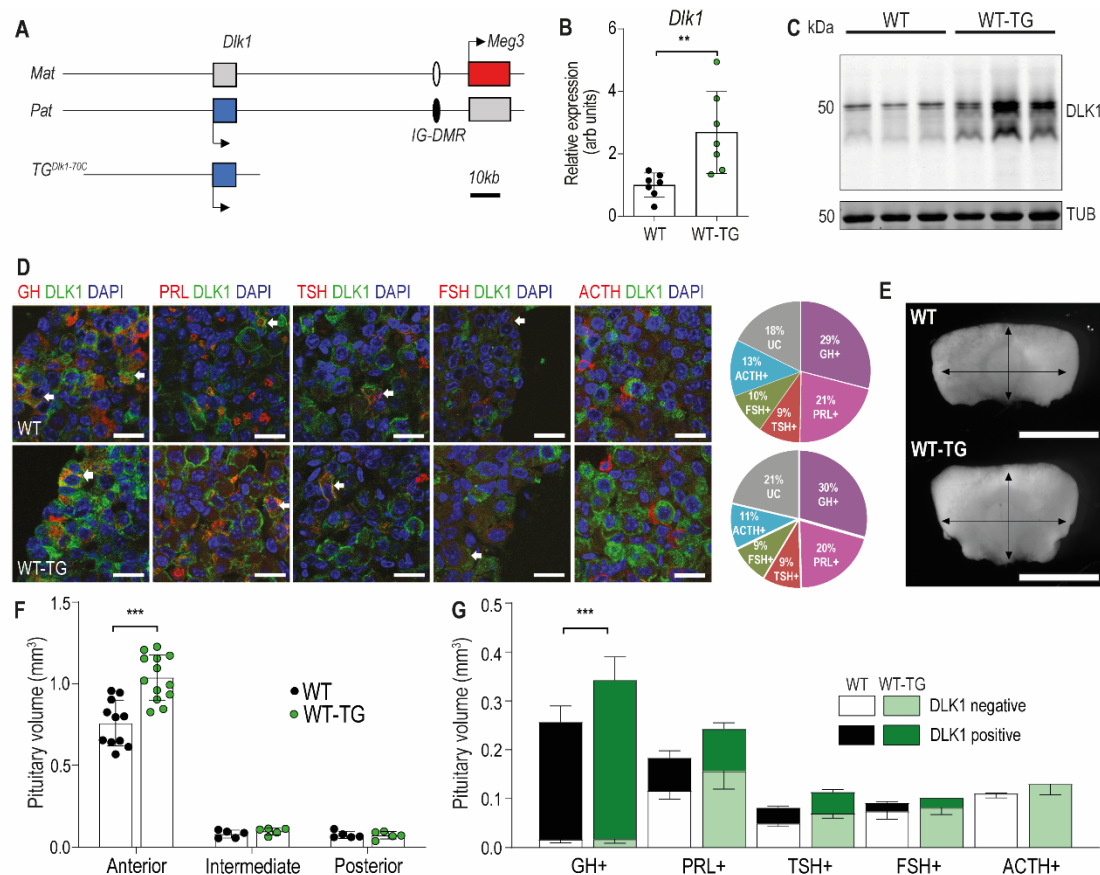 A
Dlk1
Meg3
Mat
Pat
IG-DMR
TG^Dlk1-70C
10kb
B
Dlk1
**
Relative expression
(arb units)
6
4
2
0
WT
WT-TG
C
kDa
WT
WT-TG
50
DLK1
50
TUB
D
GH DLK1 DAPI
PRL DLK1 DAPI
TSH DLK1 DAPI
FSH DLK1 DAPI
ACTH DLK1 DAPI
WT
WT-TG
18%
UC
29%
GH+
13%
ACTH+
10%
FSH+
9%
TSH+
21%
PRL+
21%
UC
30%
GH+
11%
ACTH+
9%
FSH+
9%
TSH+
20%
PRL+
E
WT
WT-TG
F
***
Pituitary volume (mm³)
1.5
1.0
0.5
0.0
WT
WT-TG
Anterior
Intermediate
Posterior
G
***
Pituitary volume (mm³)
0.5
0.4
0.3
0.2
0.1
0.0
WT WT-TG
DLK1 negative
DLK1 positive
GH+
PRL+
TSH+
FSH+
ACTH+